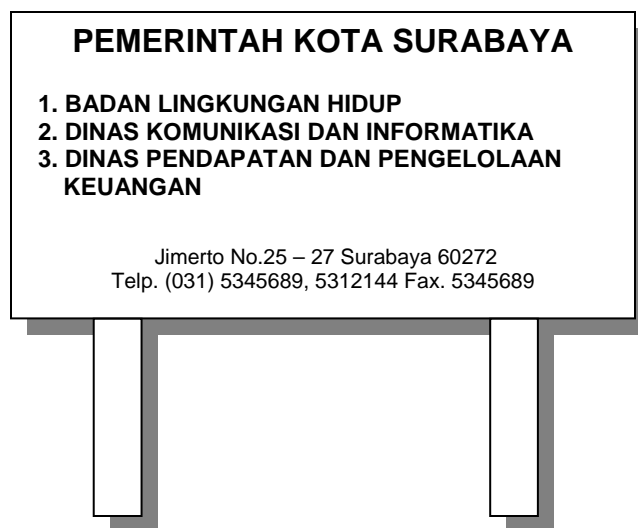 PEMERINTAH KOTA SURABAYA
1. BADAN LINGKUNGAN HIDUP
2. DINAS KOMUNIKASI DAN INFORMATIKA
3. DINAS PENDAPATAN DAN PENGELOLAAN
KEUANGAN
Jimerto No.25 – 27 Surabaya 60272
Telp. (031) 5345689, 5312144 Fax. 5345689